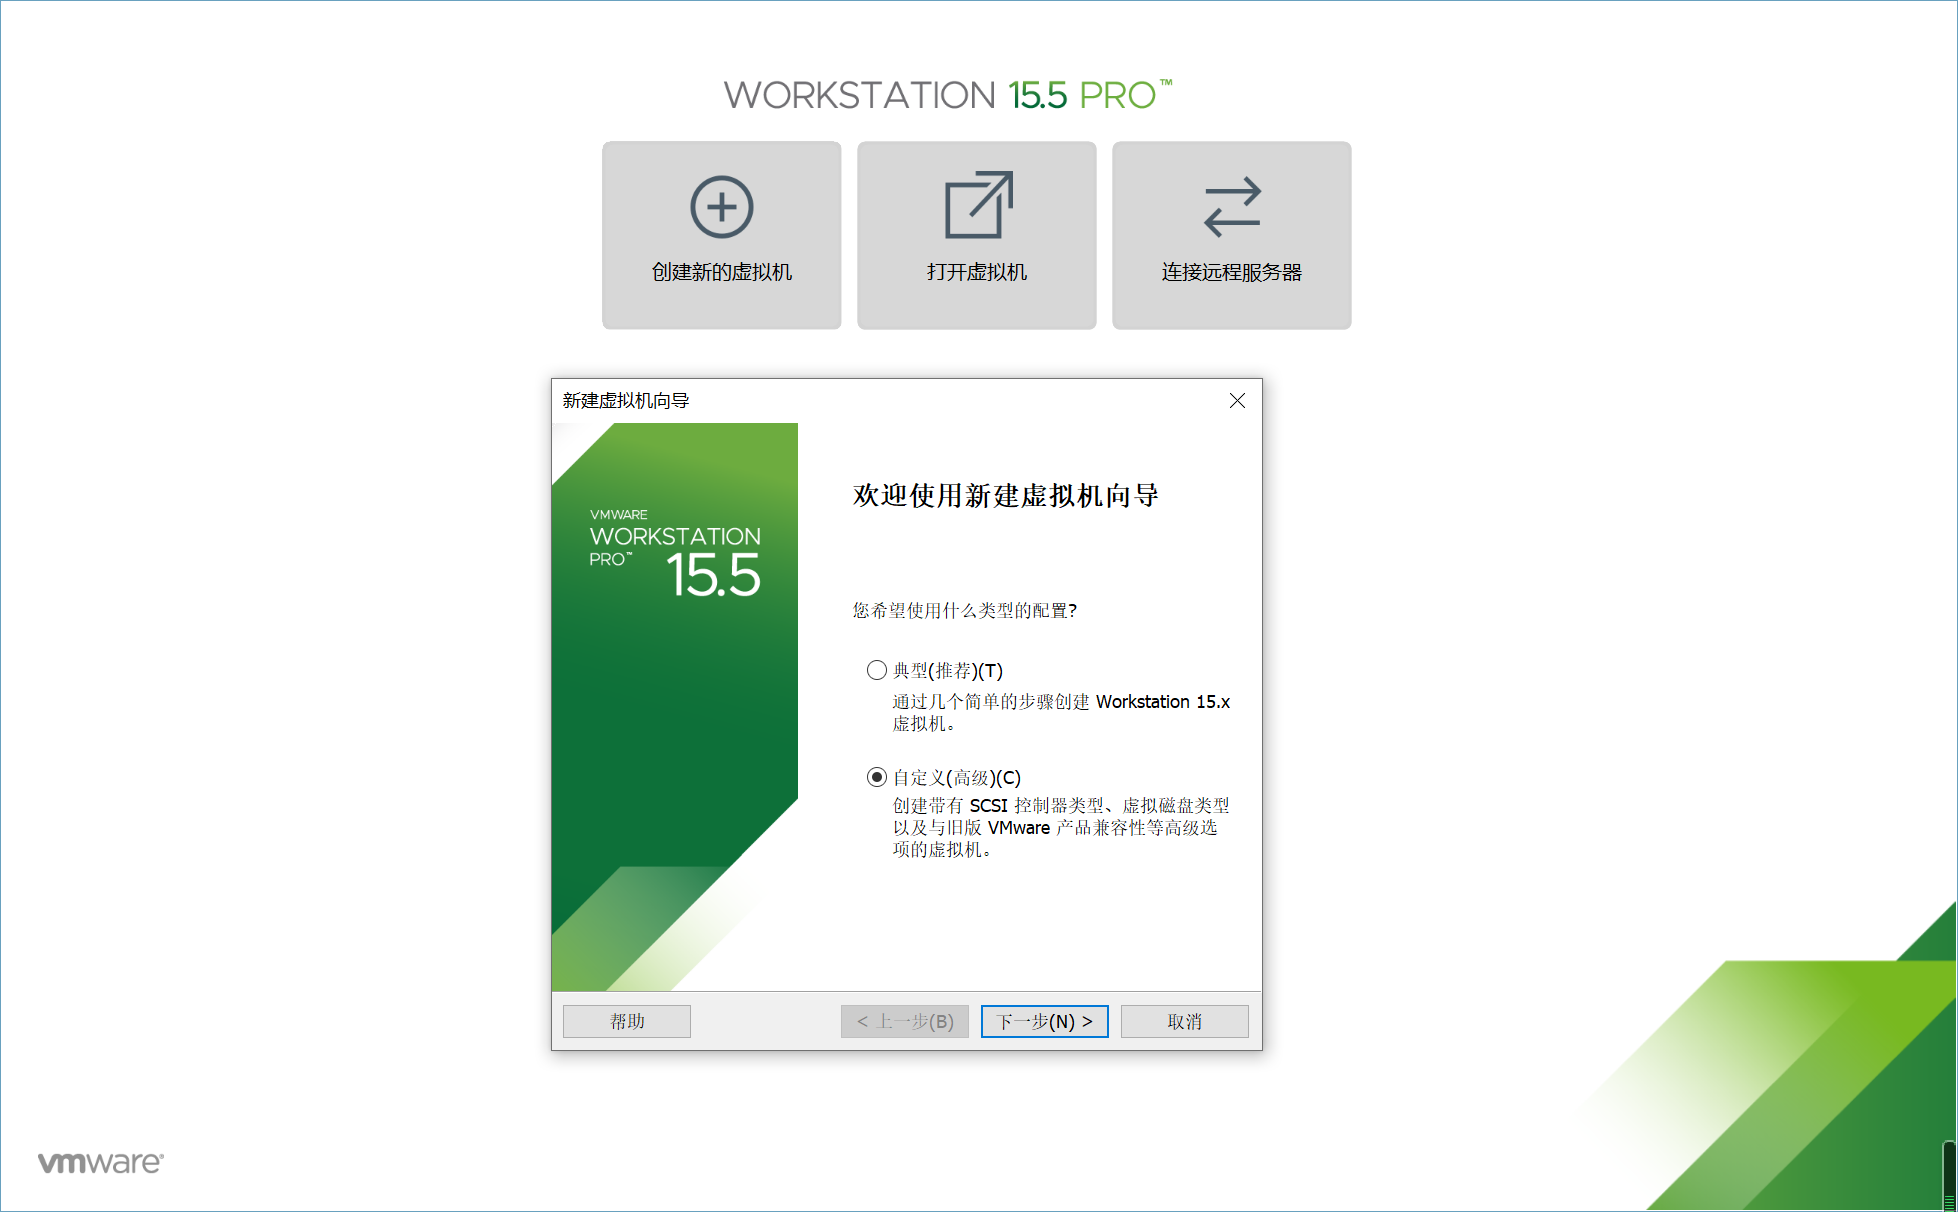 WORKSTATION 15.5 PRO™
创建新的虚拟机
打开虚拟机
连接远程服务器
新建虚拟机向导
VMWARE
WORKSTATION
PRO™ 15.5
欢迎使用新建虚拟机向导
您希望使用什么类型的配置?
典型(推荐)(T)
通过几个简单的步骤创建 Workstation 15.x
虚拟机。
自定义(高级)(C)
创建带有 SCSI 控制器类型、虚拟磁盘类型
以及与旧版 VMware 产品兼容性等高级选
项的虚拟机。
帮助
< 上一步(B)
下一步(N) >
取消
vmware®